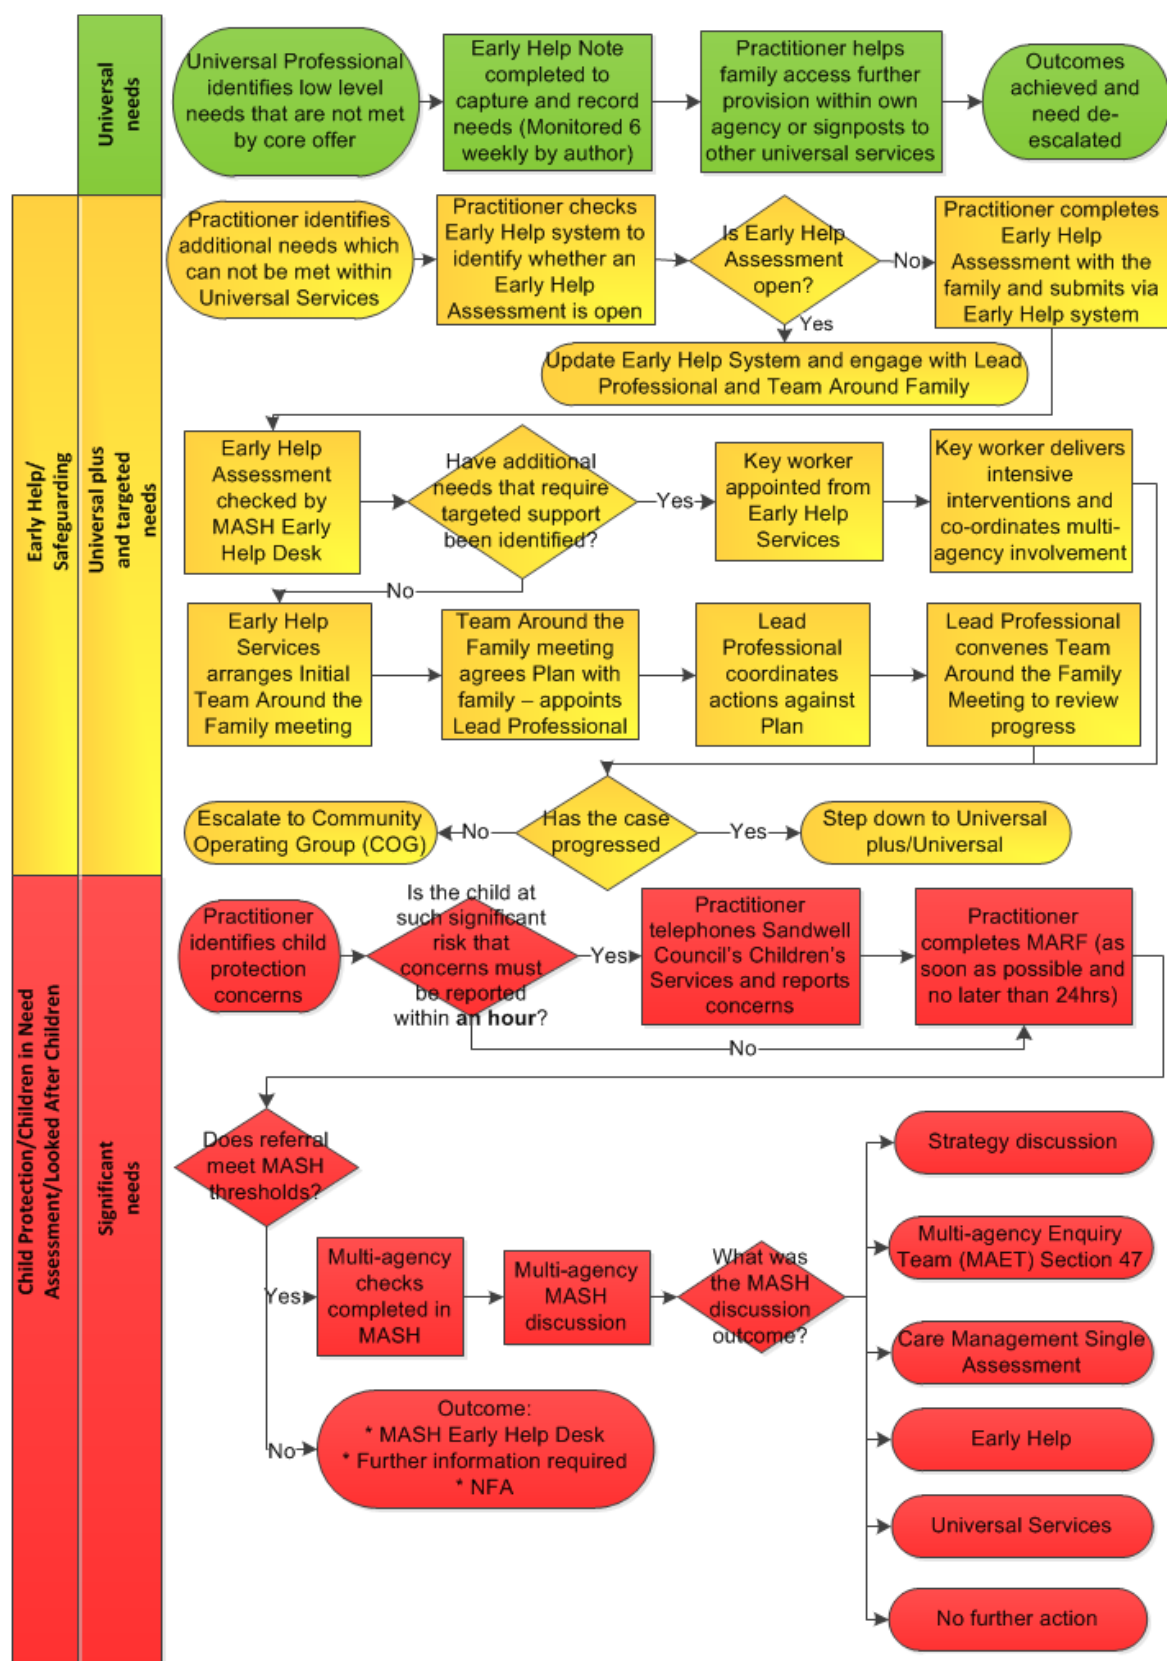 Universal
needs
Universal Professional
identifies low level
needs that are not met
by core offer
Early Help Note
completed to
capture and record
needs (Monitored 6
weekly by author)
Practitioner helps
family access further
provision within own
agency or signposts to
other universal services
Outcomes
achieved and
need de-
escalated
Early Help/
Safeguarding
Universal plus
and targeted
needs
Practitioner identifies
additional needs which
can not be met within
Universal Services
Practitioner checks
Early Help system to
identify whether an
Early Help
Assessment is open
Is Early Help
Assessment
open?
No
Practitioner completes
Early Help
Assessment with the
family and submits via
Early Help system
Yes
Update Early Help System and engage with Lead
Professional and Team Around Family
Early Help
Assessment
checked by
MASH Early
Help Desk
Have additional
needs that require
targeted support
been identified?
Yes
Key worker
appointed from
Early Help
Services
Key worker delivers
intensive
interventions and
co-ordinates multi-
agency involvement
No
Early Help
Services
arranges Initial
Team Around the
Family meeting
Team Around the
Family meeting
agrees Plan with
family – appoints
Lead Professional
Lead
Professional
coordinates
actions against
Plan
Lead Professional
convenes Team
Around the Family
Meeting to review
progress
Escalate to Community
Operating Group (COG)
No
Has the case
progressed
Yes
Step down to Universal
plus/Universal
Child Protection/Children in Need
Assessment/Looked After Children
Significant
needs
Practitioner
identifies child
protection
concerns
Is the child at
such significant
risk that
concerns must
be reported
within an hour?
Yes
Practitioner
telephones Sandwell
Council's Children's
Services and reports
concerns
Practitioner
completes MARF (as
soon as possible and
no later than 24hrs)
No
Does referral
meet MASH
thresholds?
Yes
Multi-agency
checks
completed in
MASH
Multi-agency
MASH
discussion
What was
the MASH
discussion
outcome?
Strategy discussion
Multi-agency Enquiry
Team (MAET) Section 47
Care Management Single
Assessment
Early Help
Universal Services
No further action
No
Outcome:
* MASH Early Help Desk
* Further information required
* NFA